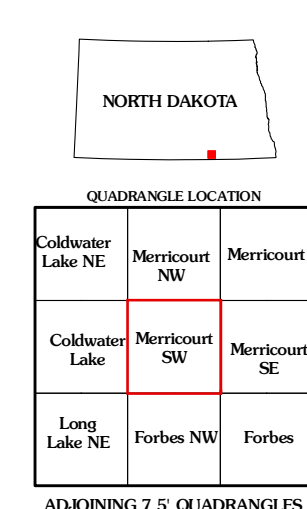 NORTH DAKOTA
QUADRANGLE LOCATION
Coldwater
Lake NE
Merricourt
NW
Merricourt
Coldwater
Lake
Merricourt
SW
Merricourt
SE
Long
Lake NE
Forbes NW
Forbes
ADJOINING 7.5' QUADRANGLES